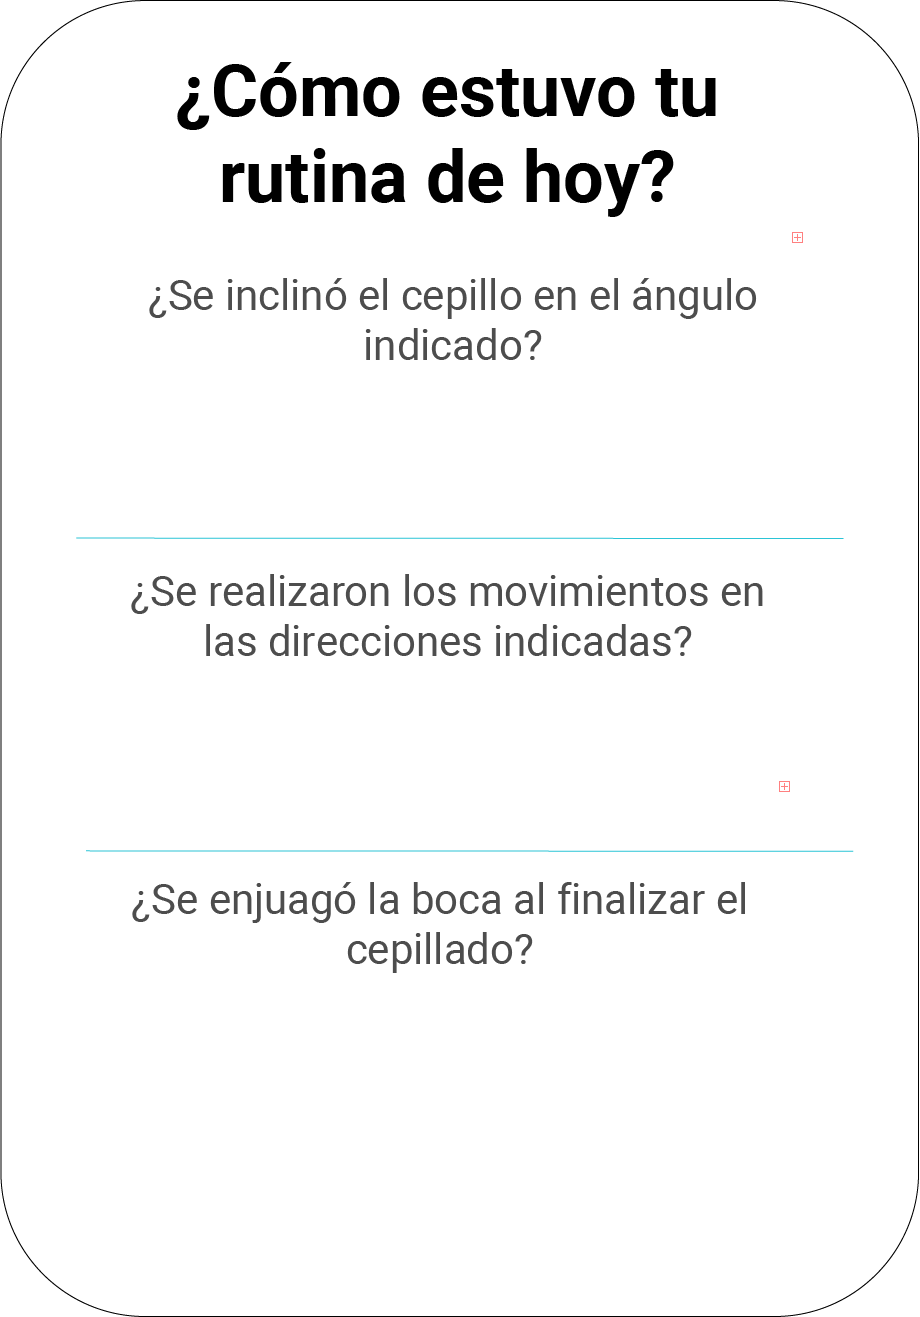 ¿Cómo estuvo tu
rutina de hoy?
¿Se inclinó el cepillo en el ángulo
indicado?
¿Se realizaron los movimientos en
las direcciones indicadas?
¿Se enjuagó la boca al finalizar el
cepillado?